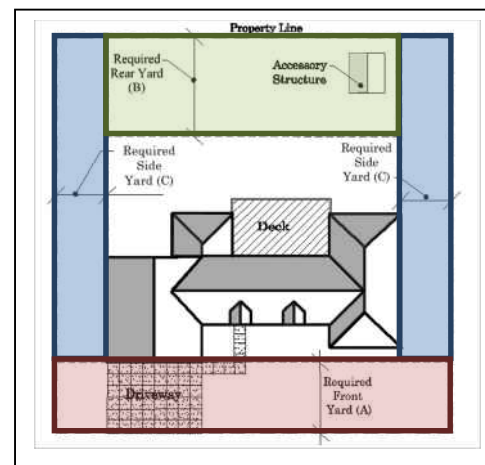 Property Line
Required
Rear Yard
(B)
Accessory
Structure
Required
Side
Yard (C)
Required
Side
Yard (C)
Deck
Driveway
Required
Front
Yard (A)